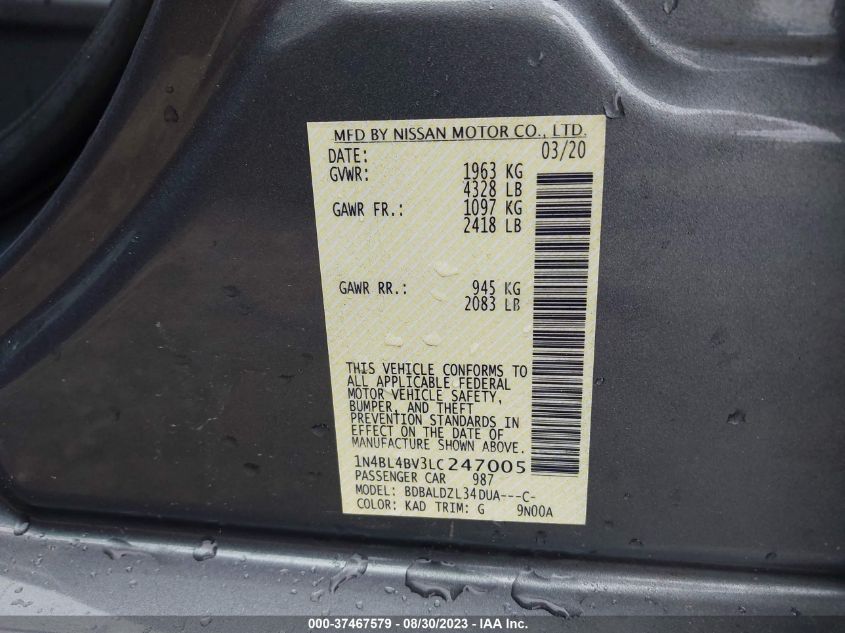 MFD BY NISSAN MOTOR CO., LTD.
DATE: 03/20
GVWR: 1963 KG
4328 LB
GAWR FR.: 1097 KG
2418 LB
GAWR RR.: 945 KG
2083 LB
THIS VEHICLE CONFORMS TO
ALL APPLICABLE FEDERAL
MOTOR VEHICLE SAFETY,
BUMPER, AND THEFT
PREVENTION STANDARDS IN
EFFECT ON THE DATE OF
MANUFACTURE SHOWN ABOVE.
1N4BL4BV3LC247005
PASSENGER CAR 987
MODEL: BDBALDZL34DUA---C-
COLOR: KAD TRIM: G 9N00A
000-37467579 - 08/30/2023 - IAA Inc.